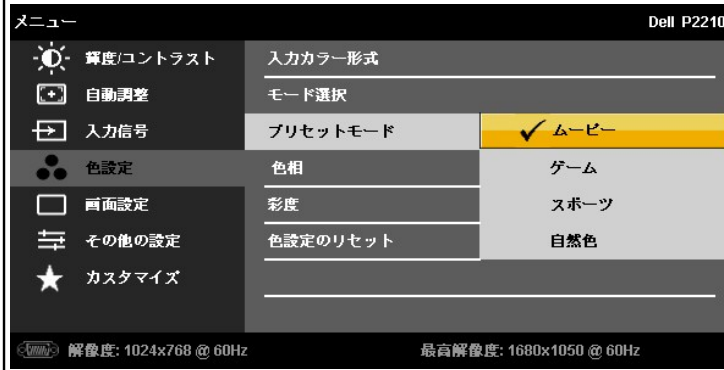 メニュー Dell P2210
輝度/コントラスト
自動調整
入力信号
色設定
画面設定
その他の設定
カスタマイズ
入力カラー形式
モード選択
プリセットモード
色相
彩度
色設定のリセット
ムービー
ゲーム
スポーツ
自然色
解像度: 1024x768 @ 60Hz 最高解像度: 1680x1050 @ 60Hz